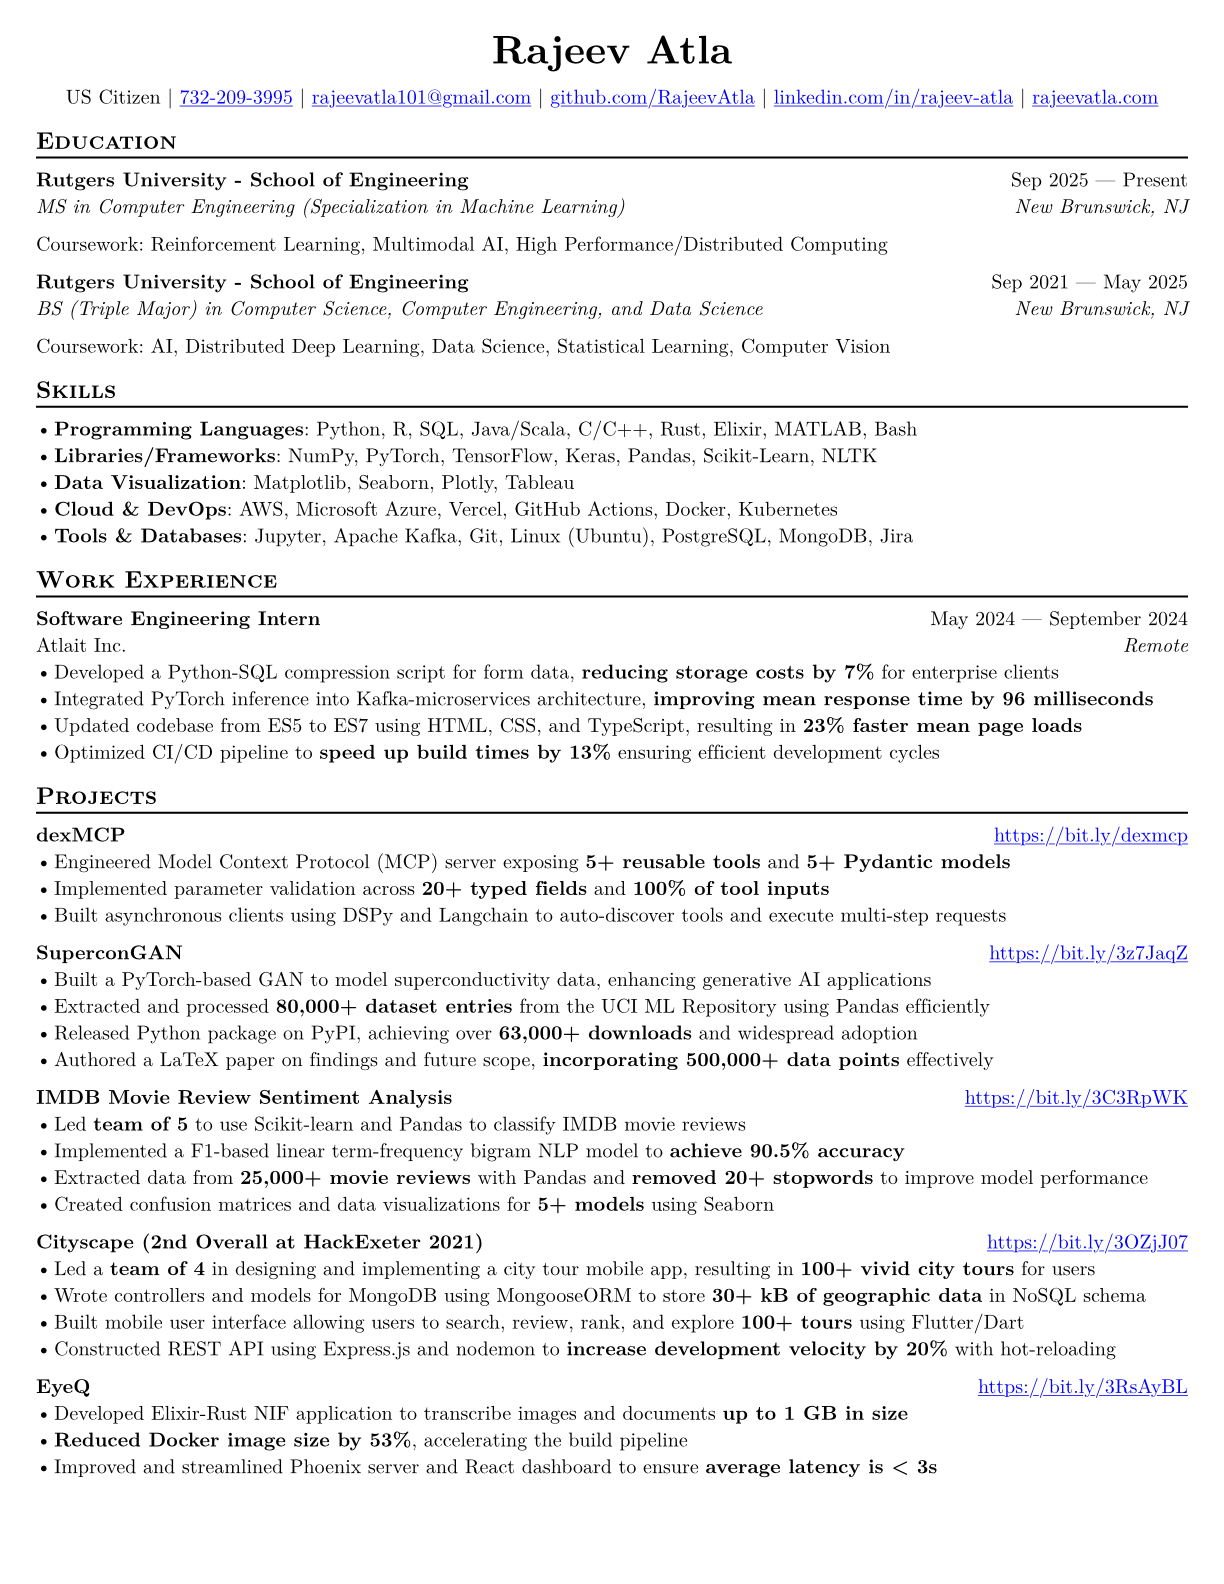 Rajeev Atla
US Citizen | 732-209-3995 | rajeevatla101@gmail.com | github.com/RajeevAtla | linkedin.com/in/rajeev-atla | rajeevatla.com
Education
Rutgers University - School of Engineering Sep 2025 — Present
MS in Computer Engineering (Specialization in Machine Learning) New Brunswick, NJ
Coursework: Reinforcement Learning, Multimodal AI, High Performance/Distributed Computing
Rutgers University - School of Engineering Sep 2021 — May 2025
BS (Triple Major) in Computer Science, Computer Engineering, and Data Science New Brunswick, NJ
Coursework: AI, Distributed Deep Learning, Data Science, Statistical Learning, Computer Vision
Skills
• Programming Languages: Python, R, SQL, Java/Scala, C/C++, Rust, Elixir, MATLAB, Bash
• Libraries/Frameworks: NumPy, PyTorch, TensorFlow, Keras, Pandas, Scikit-Learn, NLTK
• Data Visualization: Matplotlib, Seaborn, Plotly, Tableau
• Cloud & DevOps: AWS, Microsoft Azure, Vercel, GitHub Actions, Docker, Kubernetes
• Tools & Databases: Jupyter, Apache Kafka, Git, Linux (Ubuntu), PostgreSQL, MongoDB, Jira
Work Experience
Software Engineering Intern May 2024 — September 2024
Atlait Inc. Remote
• Developed a Python-SQL compression script for form data, reducing storage costs by 7% for enterprise clients
• Integrated PyTorch inference into Kafka-microservices architecture, improving mean response time by 96 milliseconds
• Updated codebase from ES5 to ES7 using HTML, CSS, and TypeScript, resulting in 23% faster mean page loads
• Optimized CI/CD pipeline to speed up build times by 13% ensuring efficient development cycles
Projects
dexMCP https://bit.ly/dexmcp
• Engineered Model Context Protocol (MCP) server exposing 5+ reusable tools and 5+ Pydantic models
• Implemented parameter validation across 20+ typed fields and 100% of tool inputs
• Built asynchronous clients using DSPy and Langchain to auto-discover tools and execute multi-step requests
SuperconGAN https://bit.ly/3z7JaqZ
• Built a PyTorch-based GAN to model superconductivity data, enhancing generative AI applications
• Extracted and processed 80,000+ dataset entries from the UCI ML Repository using Pandas efficiently
• Released Python package on PyPI, achieving over 63,000+ downloads and widespread adoption
• Authored a LaTeX paper on findings and future scope, incorporating 500,000+ data points effectively
IMDB Movie Review Sentiment Analysis https://bit.ly/3C3RpWK
• Led team of 5 to use Scikit-learn and Pandas to classify IMDB movie reviews
• Implemented a F1-based linear term-frequency bigram NLP model to achieve 90.5% accuracy
• Extracted data from 25,000+ movie reviews with Pandas and removed 20+ stopwords to improve model performance
• Created confusion matrices and data visualizations for 5+ models using Seaborn
Cityscape (2nd Overall at HackExeter 2021) https://bit.ly/3OZjJ07
• Led a team of 4 in designing and implementing a city tour mobile app, resulting in 100+ vivid city tours for users
• Wrote controllers and models for MongoDB using MongooseORM to store 30+ kB of geographic data in NoSQL schema
• Built mobile user interface allowing users to search, review, rank, and explore 100+ tours using Flutter/Dart
• Constructed REST API using Express.js and nodemon to increase development velocity by 20% with hot-reloading
EyeQ https://bit.ly/3RsAyBL
• Developed Elixir-Rust NIF application to transcribe images and documents up to 1 GB in size
• Reduced Docker image size by 53%, accelerating the build pipeline
• Improved and streamlined Phoenix server and React dashboard to ensure average latency is < 3s